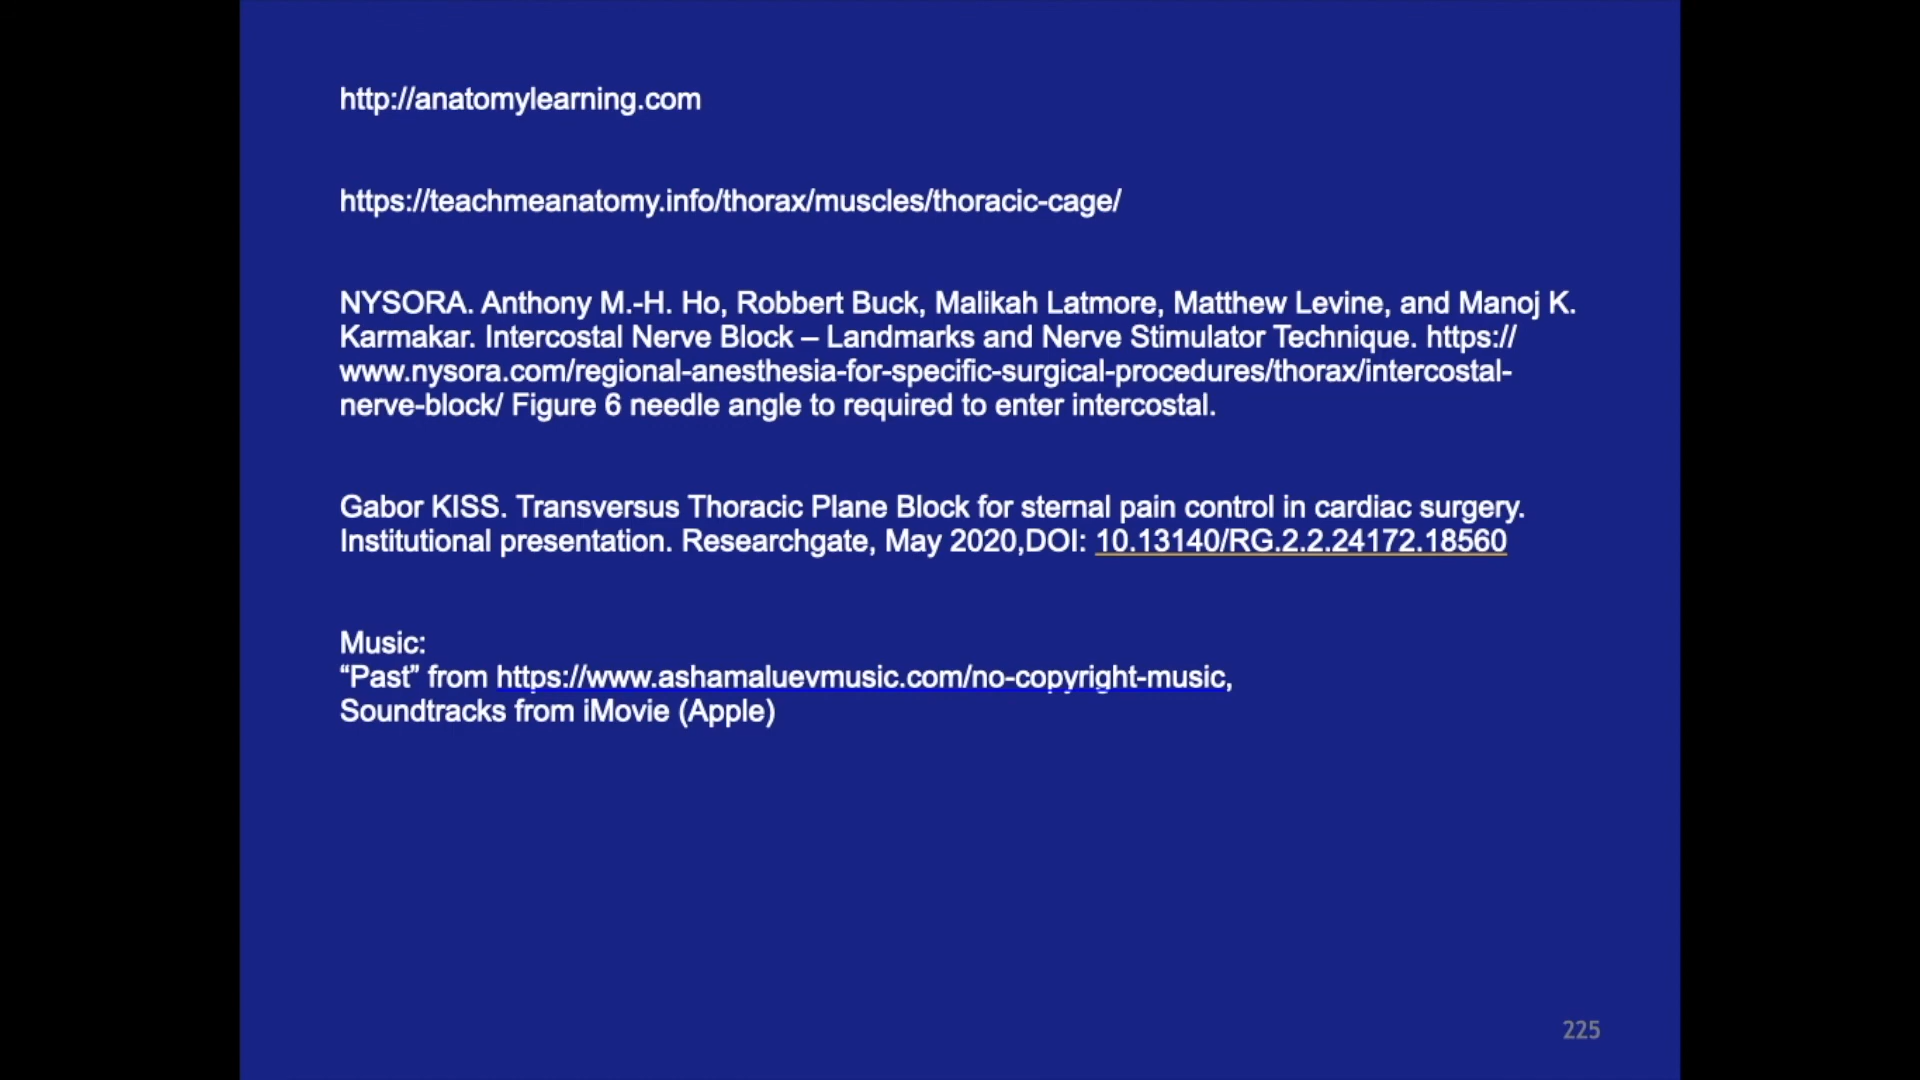 http://anatomylearning.com
https://teachmeanatomy.info/thorax/muscles/thoracic-cage/
NYSORA. Anthony M.-H. Ho, Robbert Buck, Malikah Latmore, Matthew Levine, and Manoj K.
Karmakar. Intercostal Nerve Block – Landmarks and Nerve Stimulator Technique. https://
www.nysora.com/regional-anesthesia-for-specific-surgical-procedures/thorax/intercostal-
nerve-block/ Figure 6 needle angle to required to enter intercostal.
Gabor KISS. Transversus Thoracic Plane Block for sternal pain control in cardiac surgery.
Institutional presentation. Researchgate, May 2020,DOI: 10.13140/RG.2.2.24172.18560
Music:
“Past” from https://www.ashamaluevmusic.com/no-copyright-music,
Soundtracks from iMovie (Apple)
225